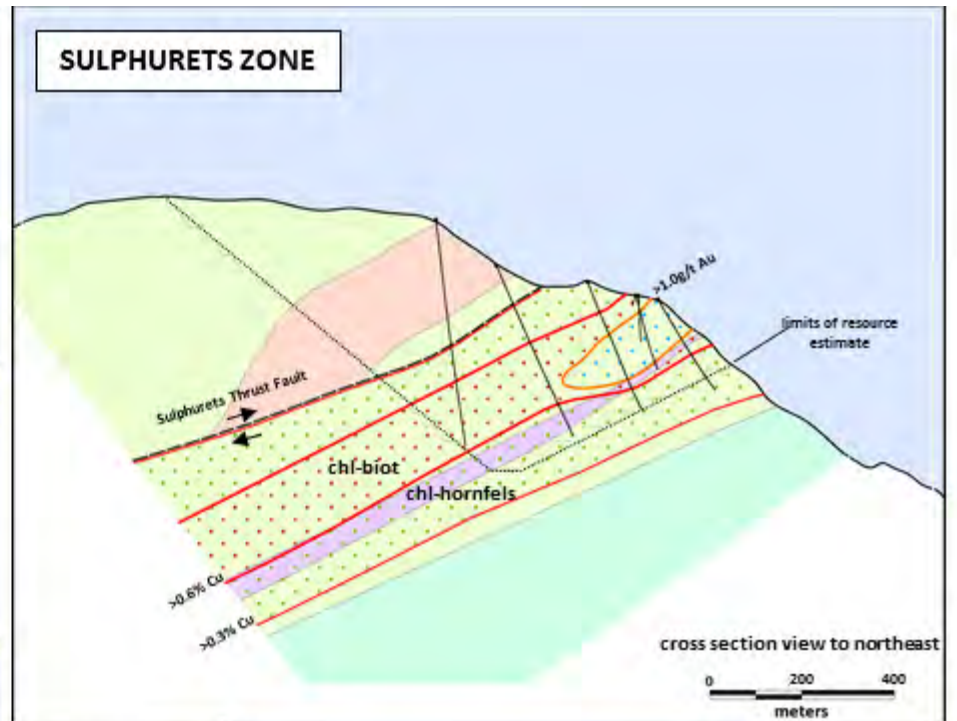 SULPHURETS ZONE
>1.0g/t Au
limits of resource
estimate
Sulphurets Thrust Fault
chl-biot
chl-hornfels
>0.6% Cu
>0.3% Cu
cross section view to northeast
0 200 400
meters